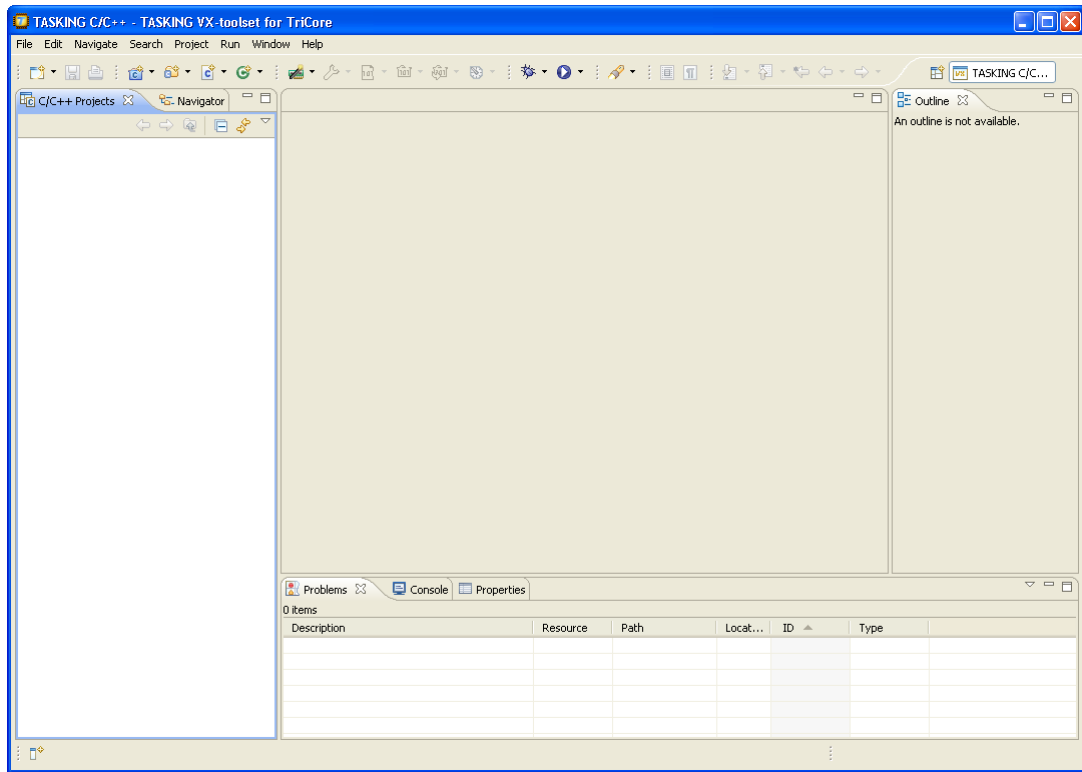 TASKING C/C++ - TASKING VX-toolset for TriCore
File Edit Navigate Search Project Run Window Help
TASKING C/C...
C/C++ Projects Navigator
Outline
An outline is not available.
Problems Console Properties
0 items
Description Resource Path Locat... ID Type